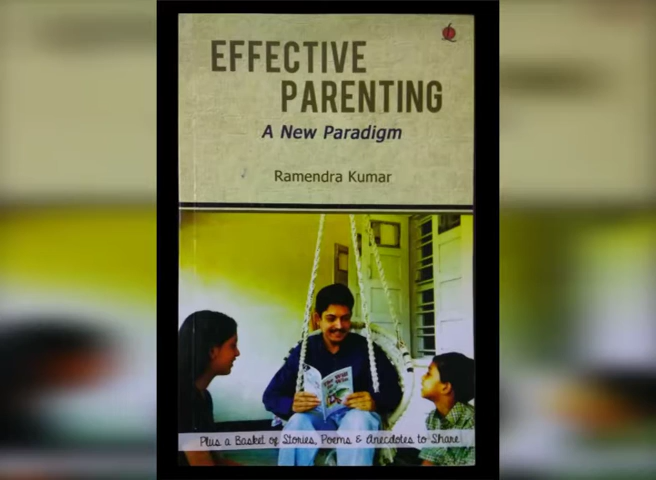 EFFECTIVE
PARENTING
A New Paradigm
Ramendra Kumar
Plus a Basket of Stories, Poems & Anecdotes to Share